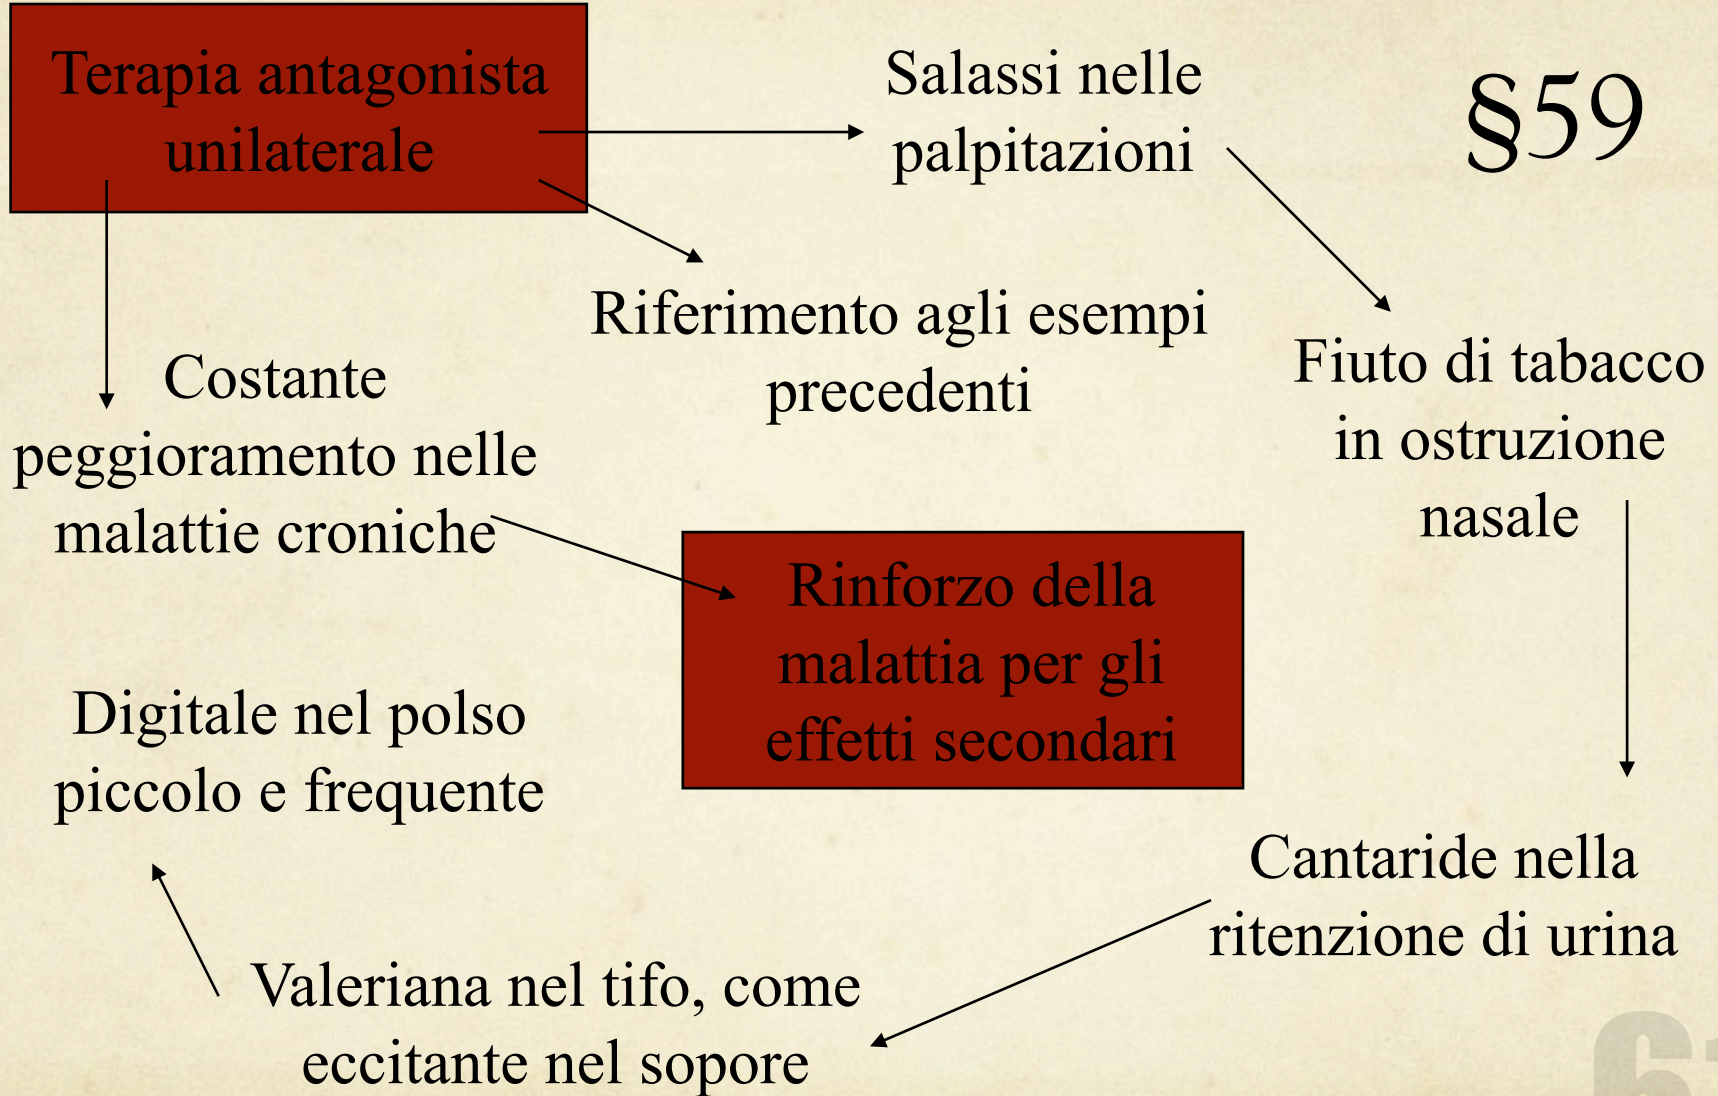 Terapia antagonista
unilaterale
Salassi nelle
palpitazioni
§59
Riferimento agli esempi
precedenti
Fiuto di tabacco
in ostruzione
nasale
Costante
peggioramento nelle
malattie croniche
Rinforzo della
malattia per gli
effetti secondari
Digitale nel polso
piccolo e frequente
Cantaride nella
ritenzione di urina
Valeriana nel tifo, come
eccitante nel sopore